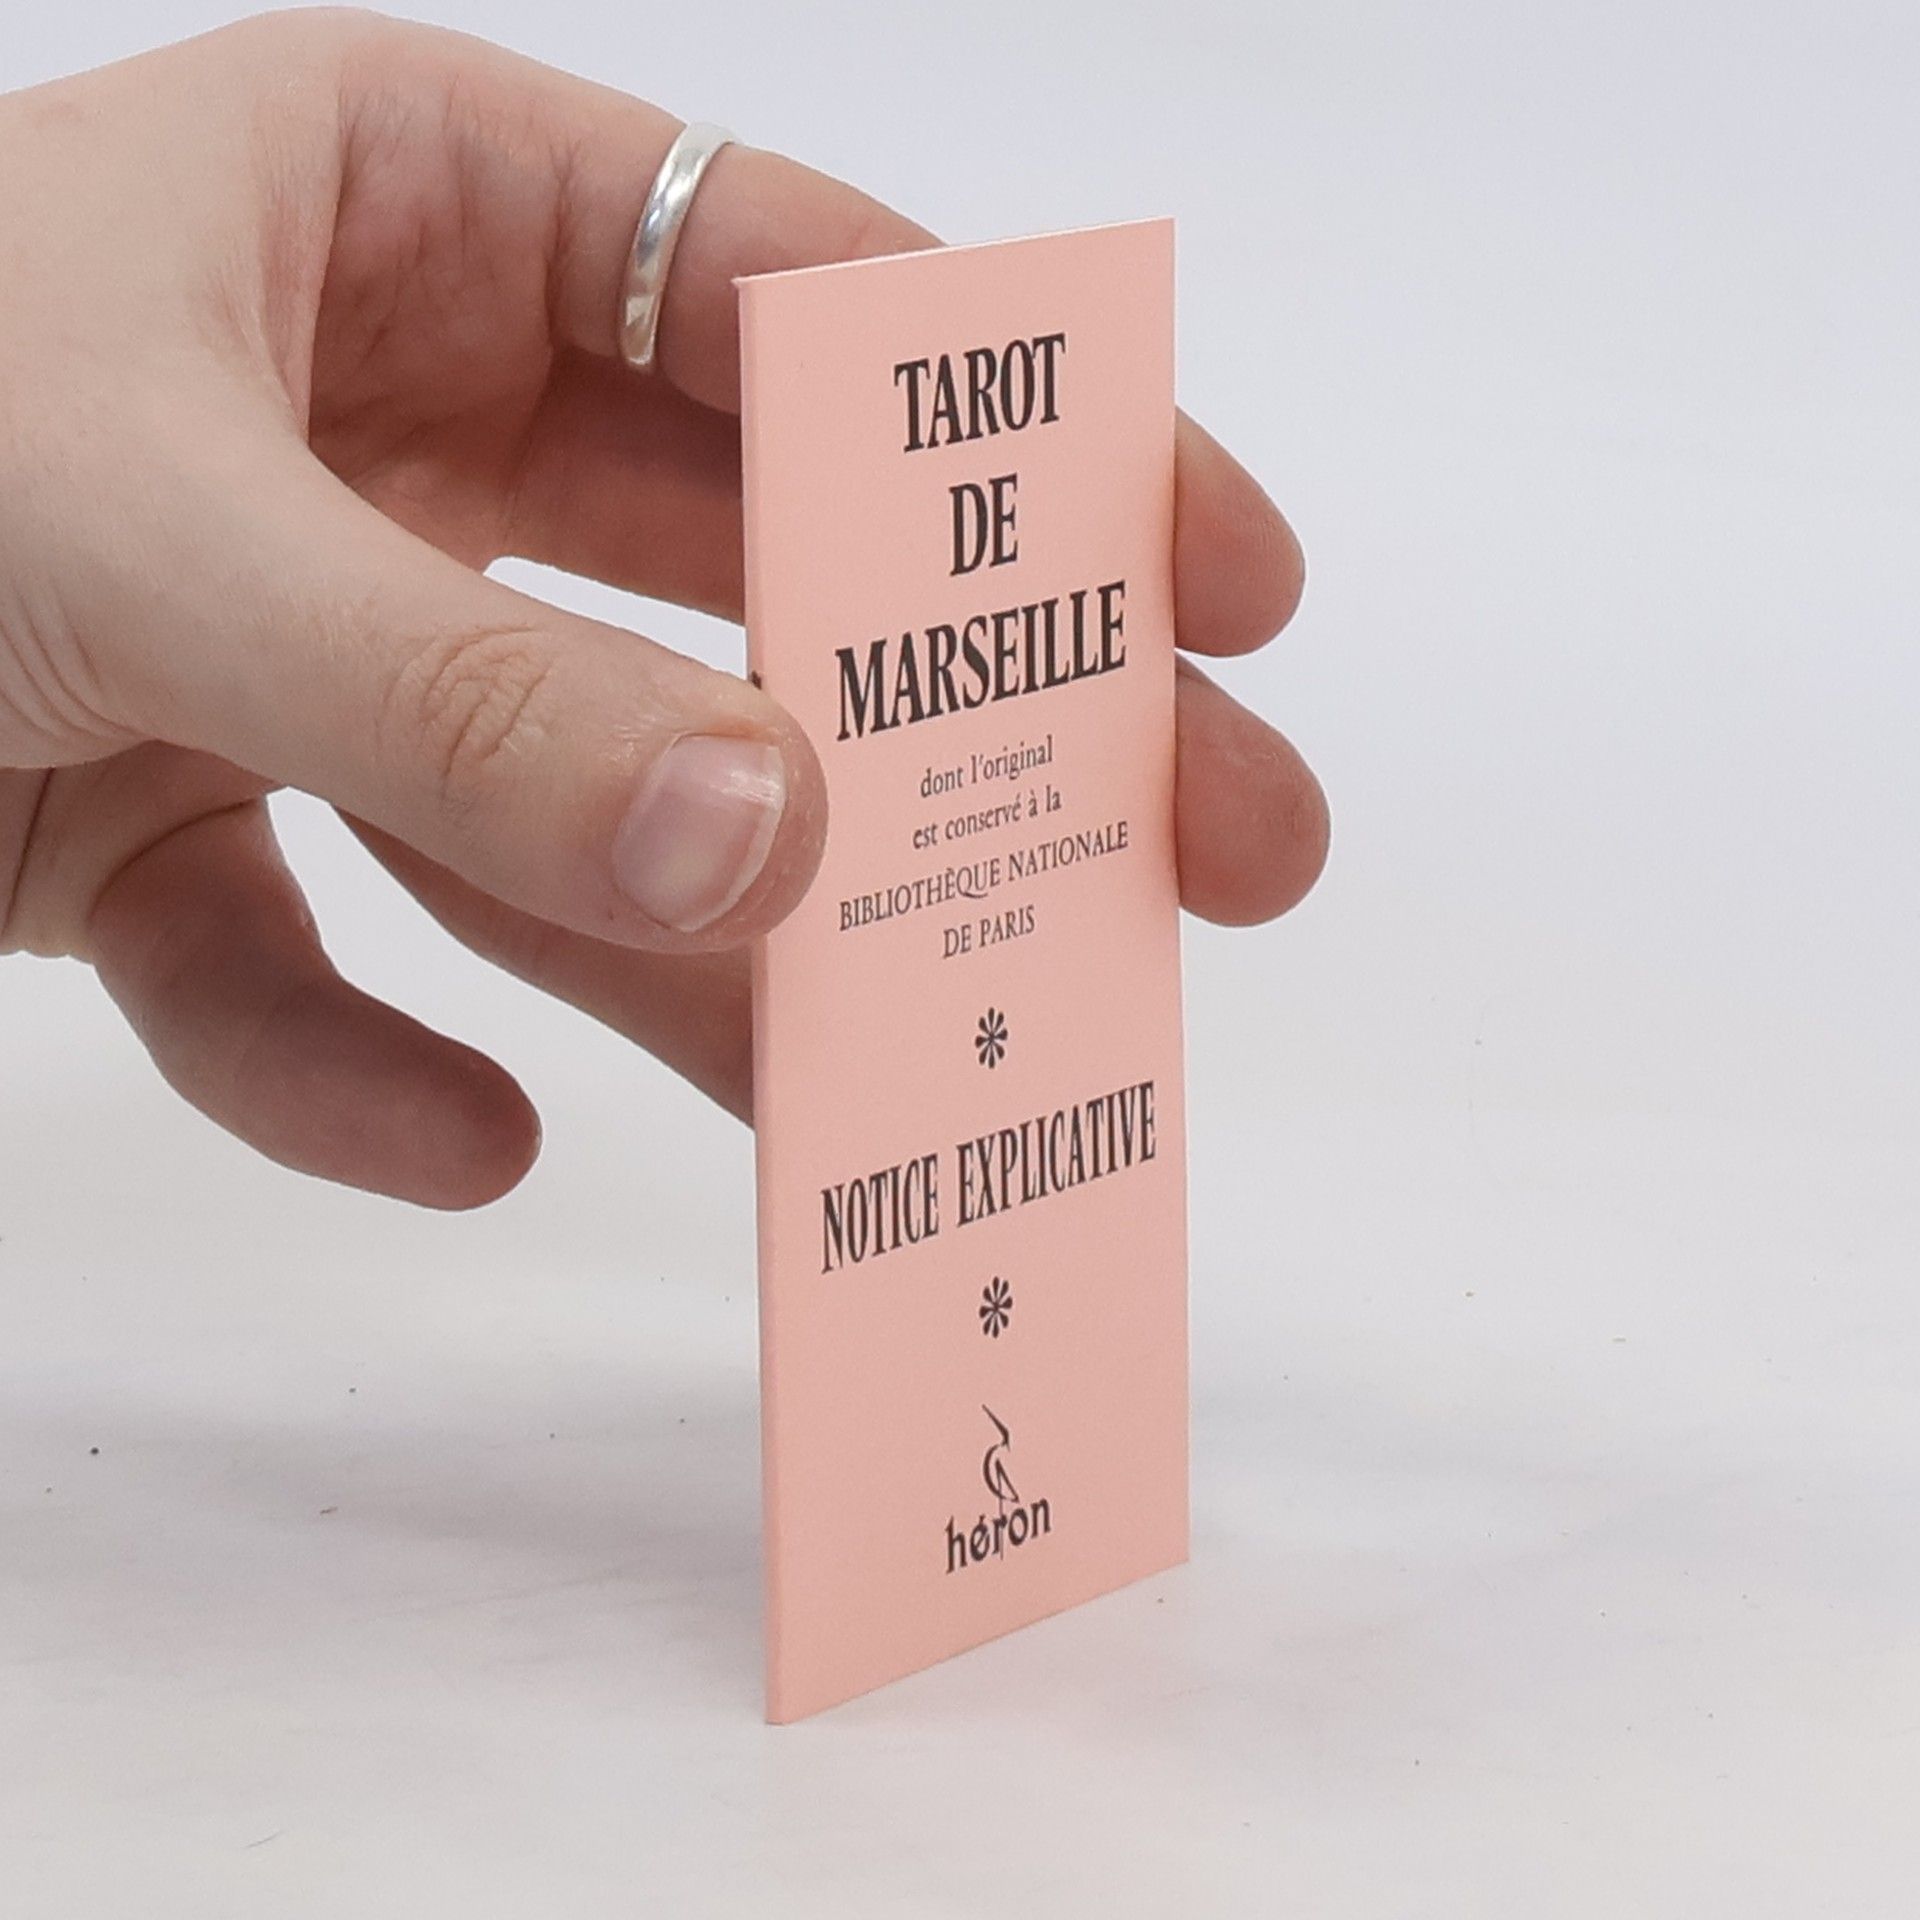 TAROT
DE
MARSEILLE
dont l'original
est conservé à la
BIBLIOTHÈQUE NATIONALE
DE PARIS
NOTICE EXPLICATIVE
héron